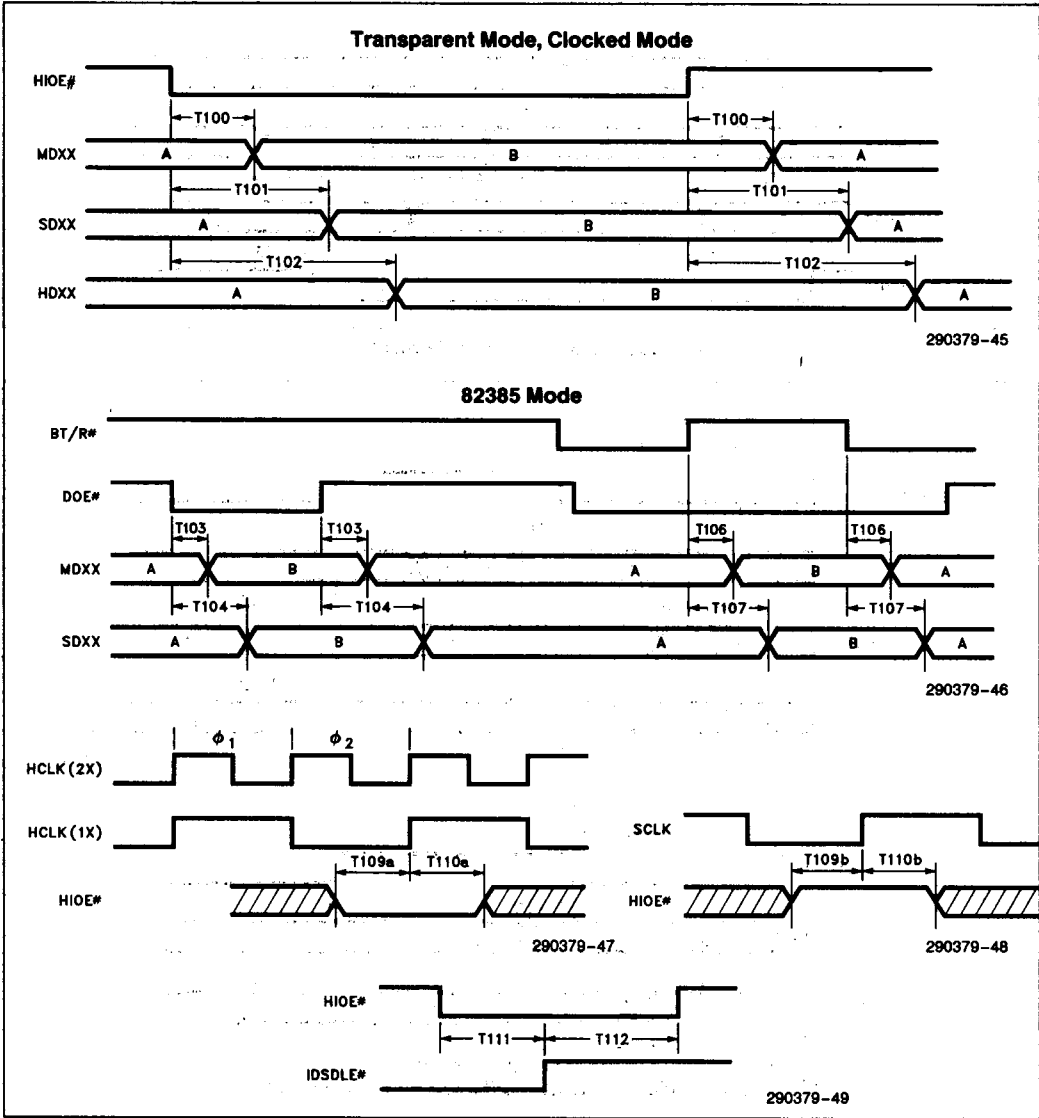 Transparent Mode, Clocked Mode
HIOE#
T100 T100
MDXX A B A
T101 T101
SDXX A B A
T102 T102
HDXX A B A
290379-45
82385 Mode
BT/R#
DOE#
T103 T103 T106 T106
MDXX A B A B A
T104 T104 T107 T107
SDXX A B A B A
290379-46
ϕ1 ϕ2
HCLK(2X)
HCLK(1X) SCLK
T109a T110a T109b T110b
HIOE# HIOE#
290379-47 290379-48
HIOE#
T111 T112
IDSDLE#
290379-49